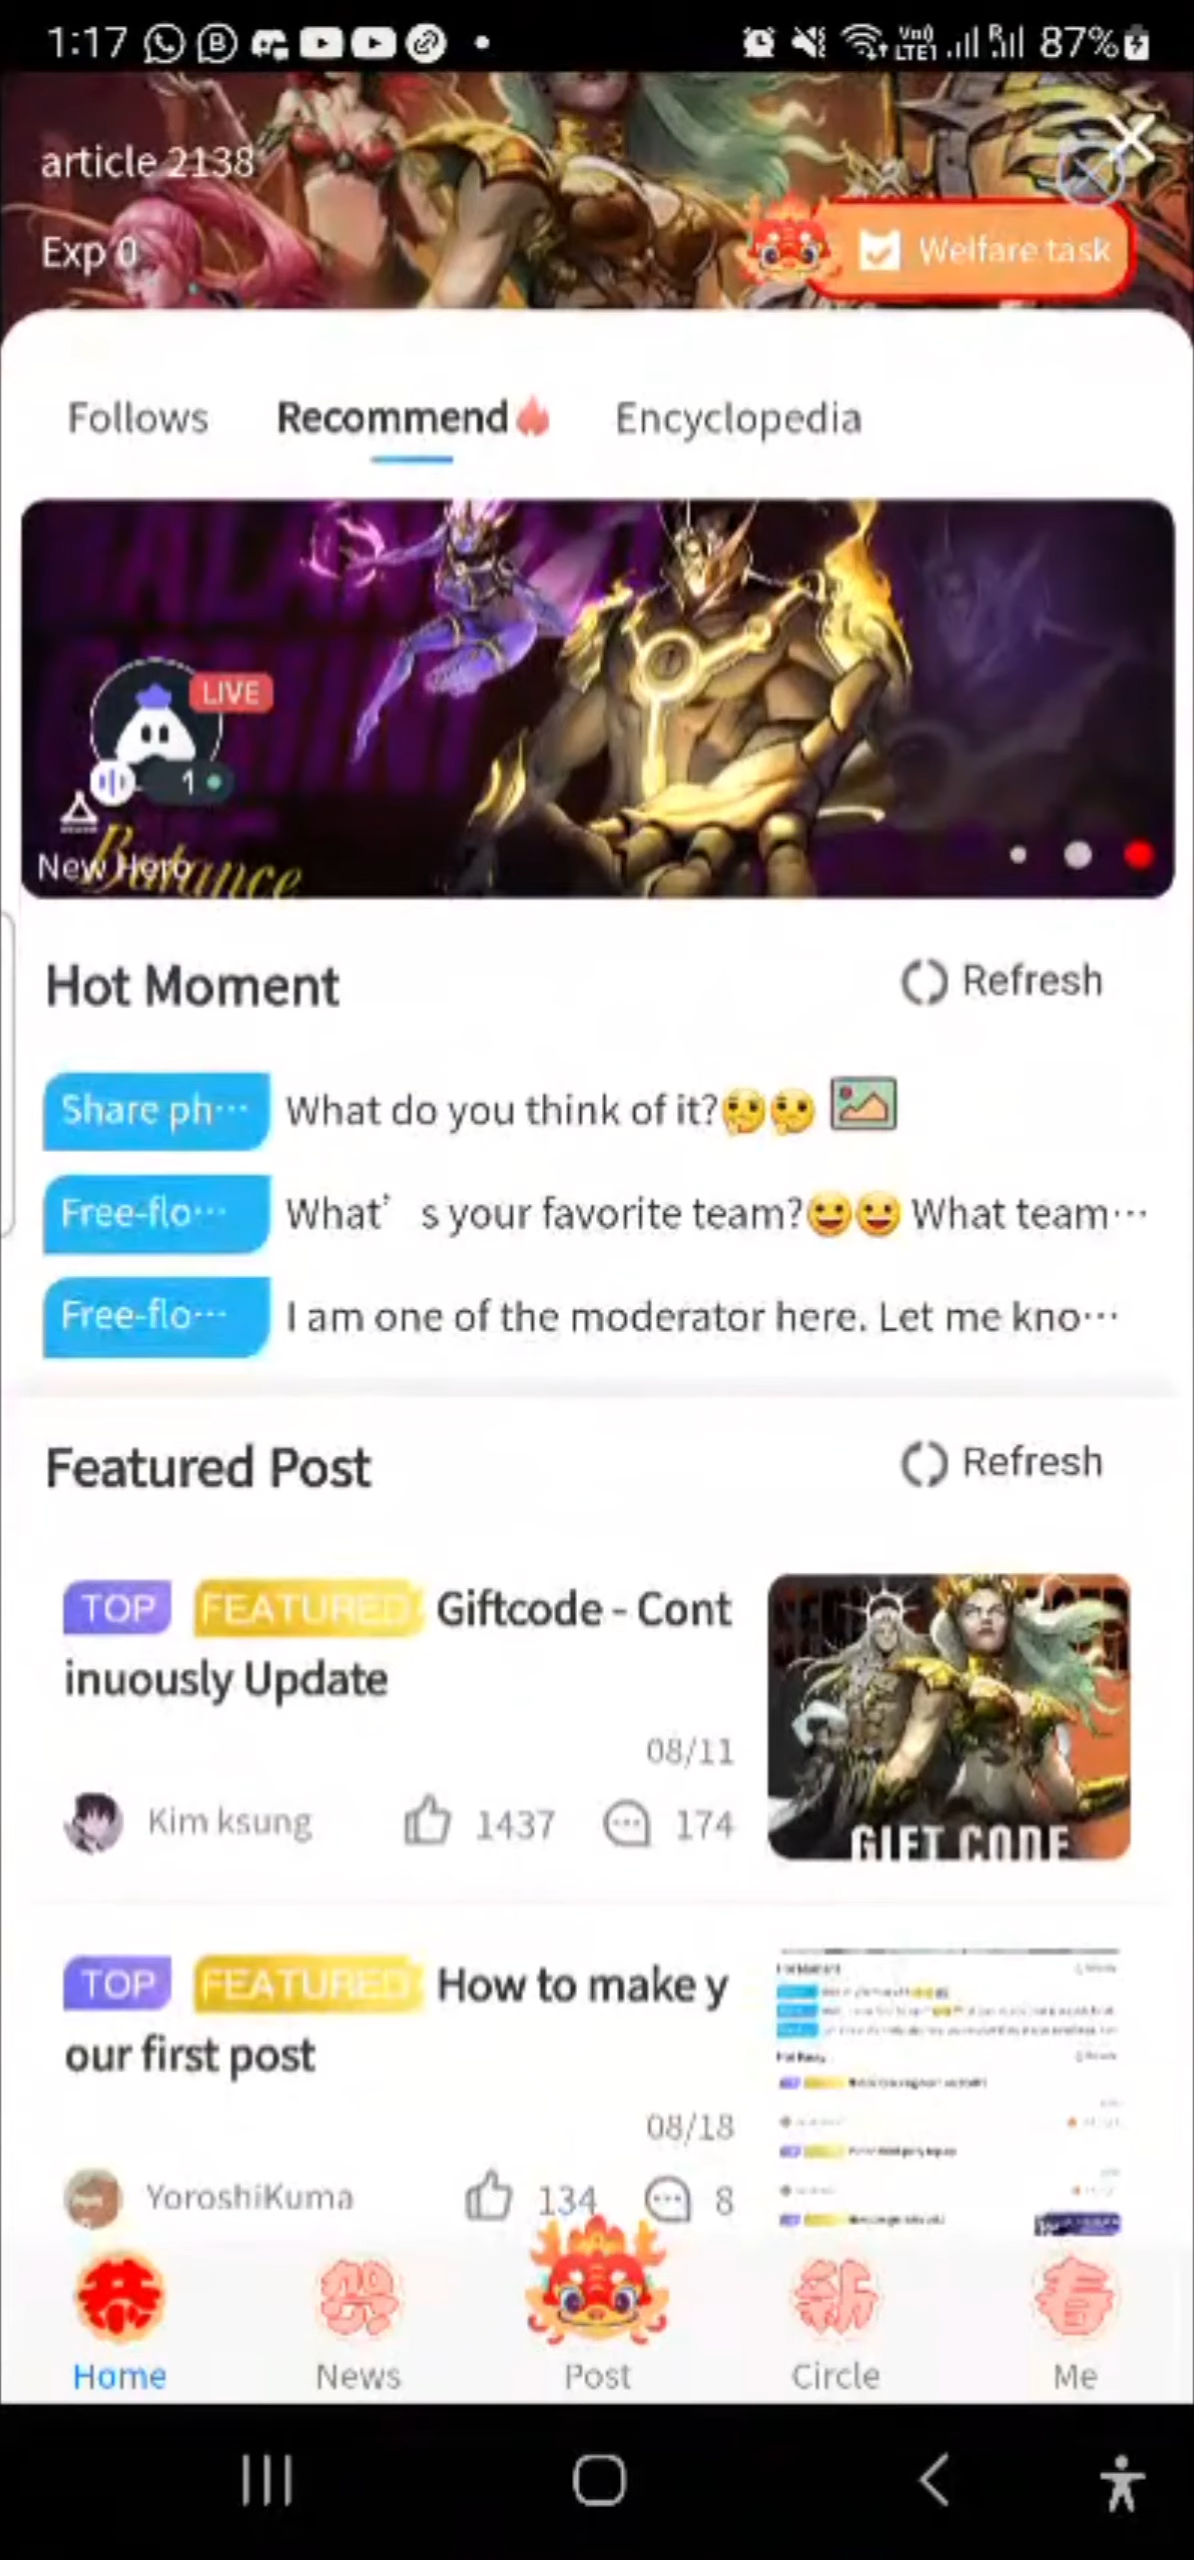 1:17
87%
article 2138
Exp 0
Welfare task
Follows
Recommend
Encyclopedia
LIVE
1
New Hero
Balance
Hot Moment
Refresh
Share ph···
What do you think of it?🤔🤔
Free-flo···
What’ s your favorite team?😀😀 What team···
Free-flo···
I am one of the moderator here. Let me kno···
Featured Post
Refresh
TOP FEATURED Giftcode - Cont
inuously Update
08/11
Kim ksung
1437
174
GIFT CODE
TOP FEATURED How to make y
our first post
08/18
YoroshiKuma
134
8
Home
News
Post
Circle
Me